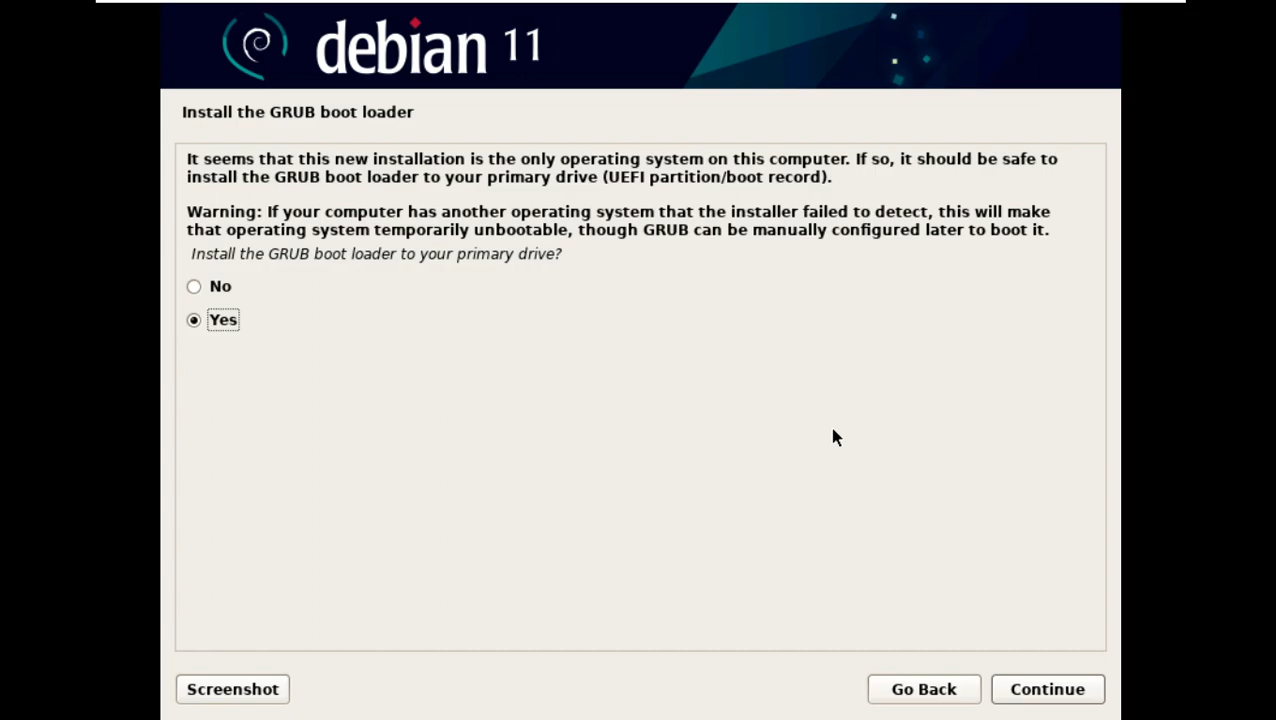 debian 11
Install the GRUB boot loader
It seems that this new installation is the only operating system on this computer. If so, it should be safe to
install the GRUB boot loader to your primary drive (UEFI partition/boot record).
Warning: If your computer has another operating system that the installer failed to detect, this will make
that operating system temporarily unbootable, though GRUB can be manually configured later to boot it.
Install the GRUB boot loader to your primary drive?
No
Yes
Screenshot
Go Back
Continue